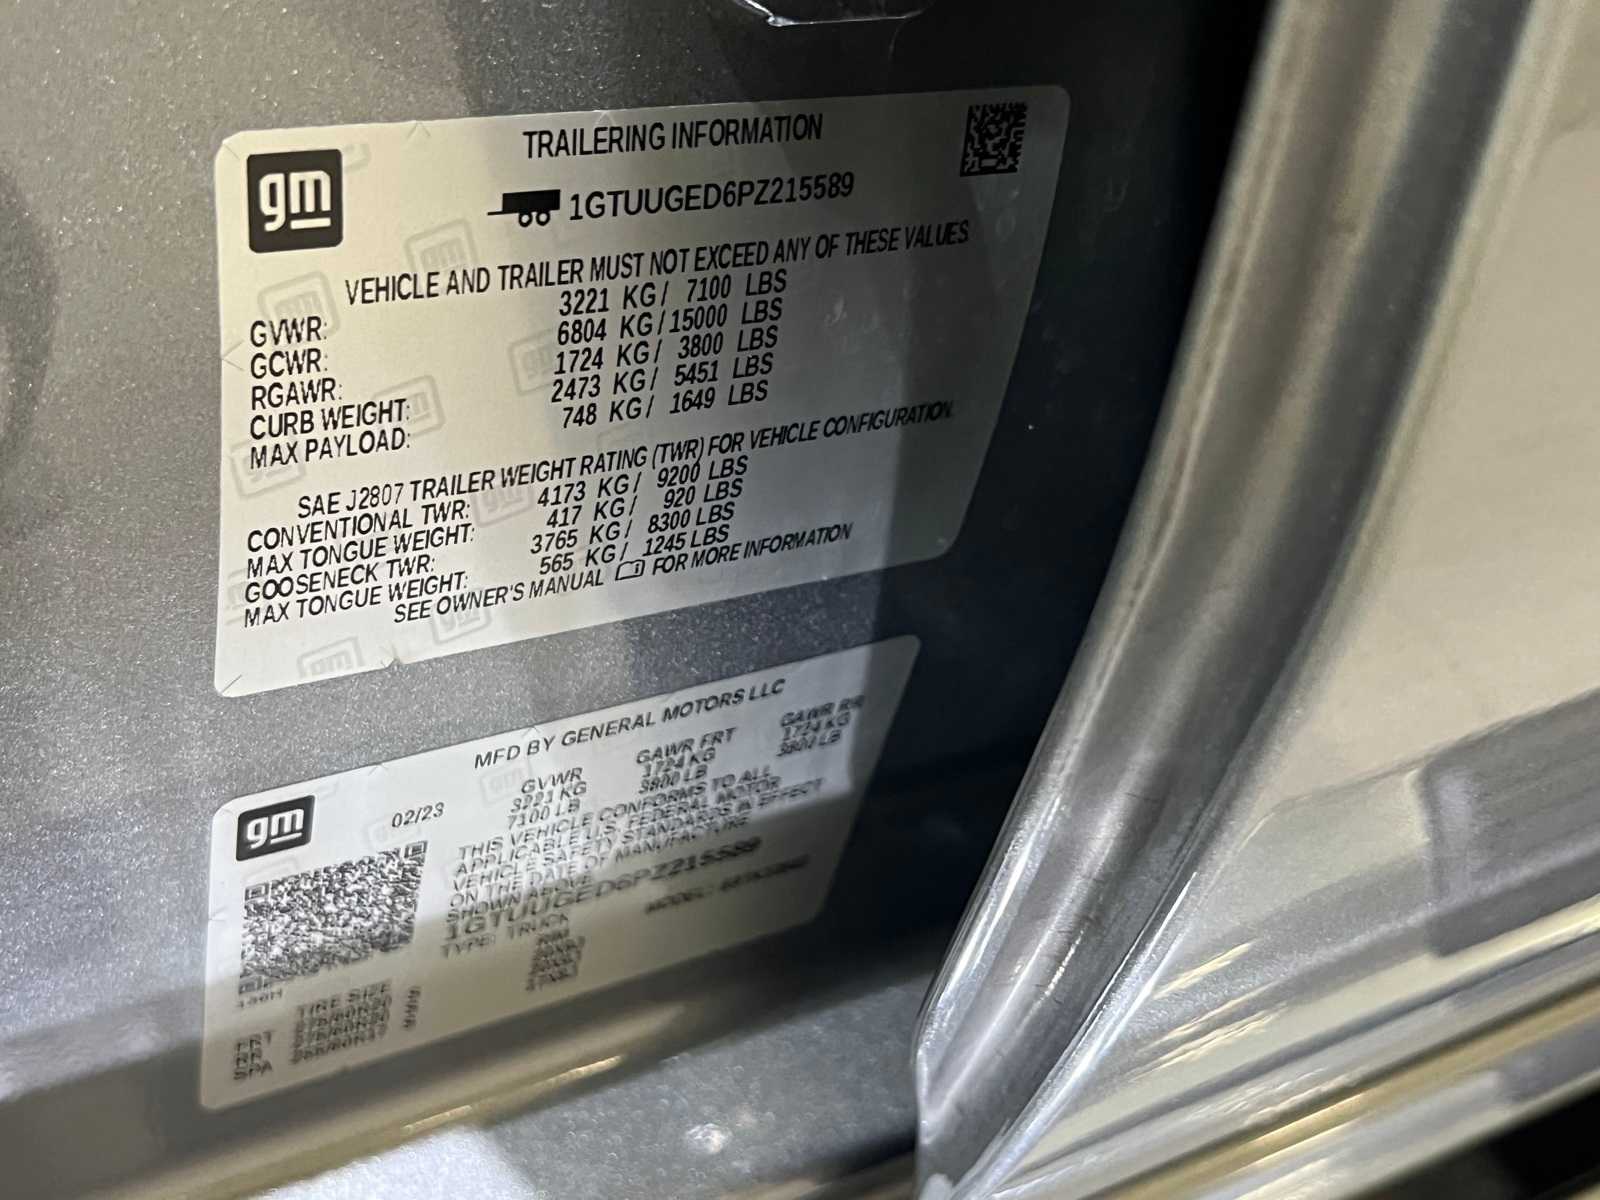 gm
TRAILERING INFORMATION
1GTUUGED6PZ215589
VEHICLE AND TRAILER MUST NOT EXCEED ANY OF THESE VALUES
GVWR: 3221 KG/ 7100 LBS
GCWR: 6804 KG/15000 LBS
RGAWR: 1724 KG/ 3800 LBS
CURB WEIGHT: 2473 KG/ 5451 LBS
MAX PAYLOAD: 748 KG/ 1649 LBS
SAE J2807 TRAILER WEIGHT RATING (TWR) FOR VEHICLE CONFIGURATION.
CONVENTIONAL TWR: 4173 KG/ 9200 LBS
MAX TONGUE WEIGHT: 417 KG/ 920 LBS
GOOSENECK TWR: 3765 KG/ 8300 LBS
MAX TONGUE WEIGHT: 565 KG/ 1245 LBS
SEE OWNER'S MANUAL FOR MORE INFORMATION
gm
MFD BY GENERAL MOTORS LLC
02/23 GVWR GAWR FRT GAWR RR
3221 KG 1724 KG 1724 KG
7100 LB 3800 LB 3800 LB
THIS VEHICLE CONFORMS TO ALL
APPLICABLE U.S. FEDERAL MOTOR
VEHICLE SAFETY STANDARDS IN EFFECT
ON THE DATE OF MANUFACTURE
SHOWN ABOVE.
1GTUUGED6PZ215589
TYPE: TRUCK MODEL:
TIRE SIZE
FRT
RR
SPA